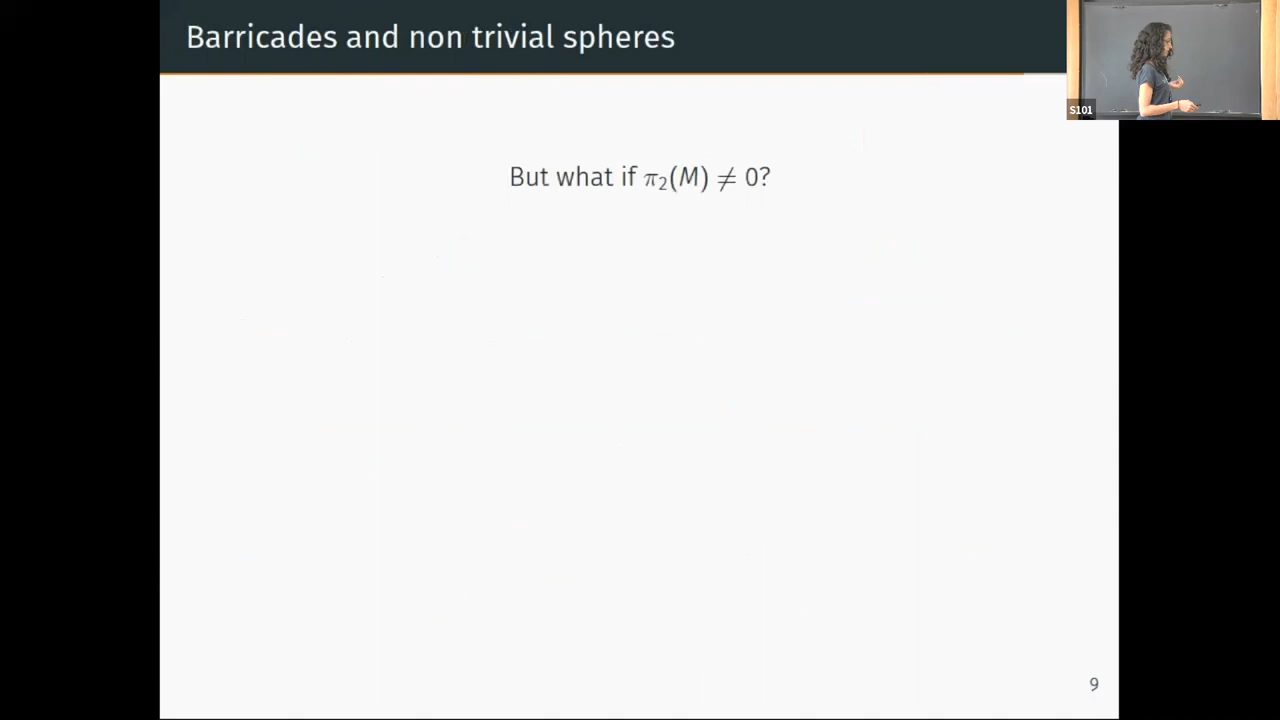 Barricades and non trivial spheres
S101
But what if π₂(M) ≠ 0?
9